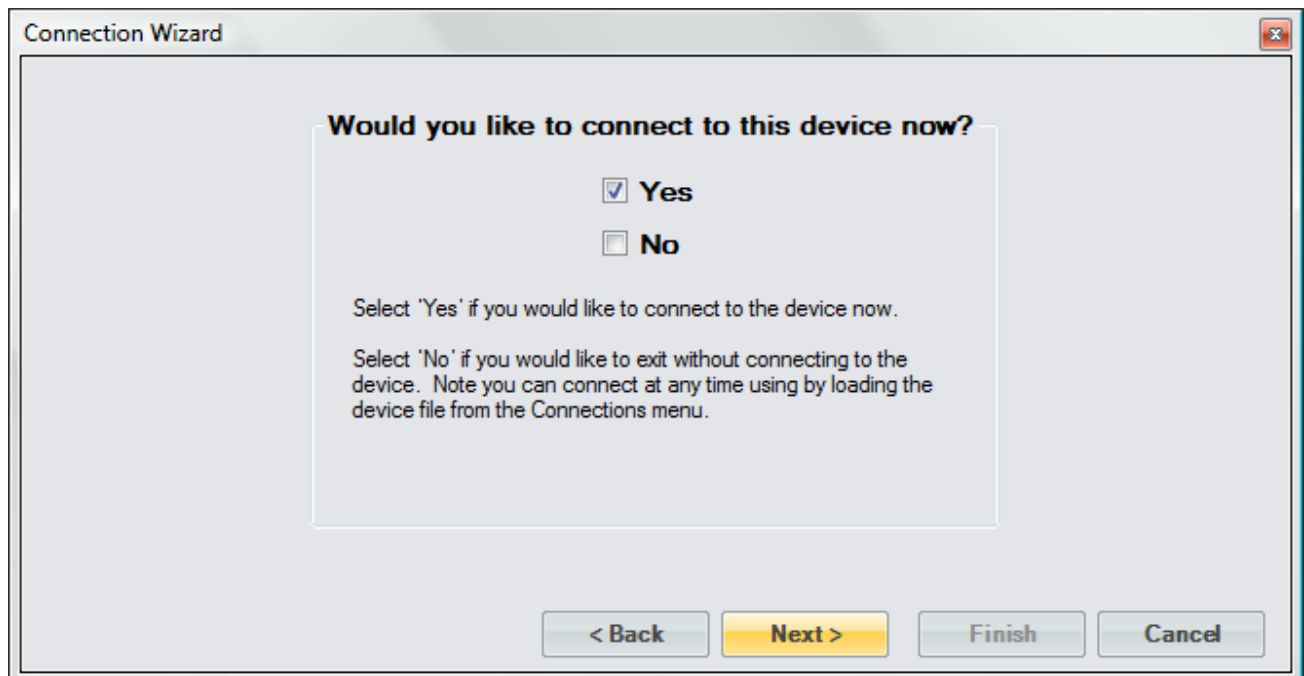 Connection Wizard
Would you like to connect to this device now?
Yes
No
Select 'Yes' if you would like to connect to the device now.
Select 'No' if you would like to exit without connecting to the
device. Note you can connect at any time using by loading the
device file from the Connections menu.
< Back
Next >
Finish
Cancel